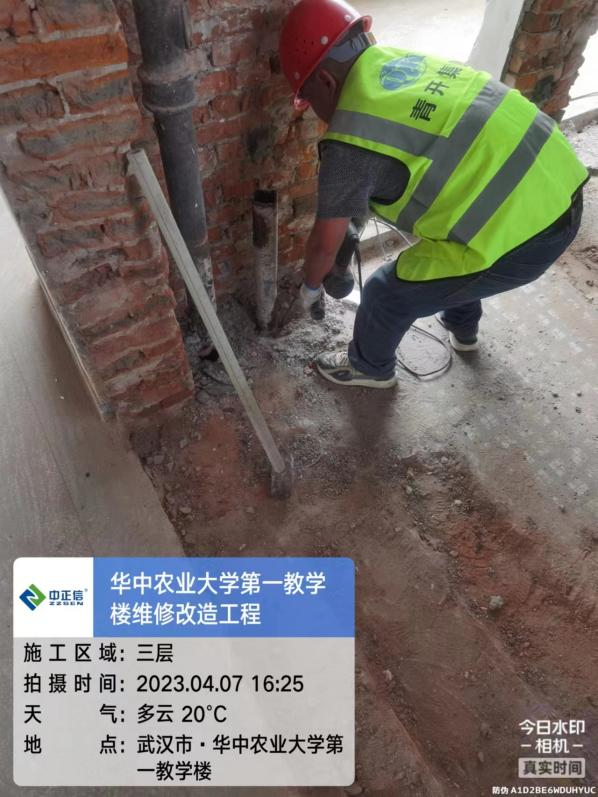 青开集
中正信®
ZZSEN
华中农业大学第一教学
楼维修改造工程
施工区域：三层
拍摄时间：2023.04.07 16:25
天气：多云 20°C
地点：武汉市·华中农业大学第
一教学楼
今日水印
-相机-
真实时间
防伪 A1D2BE6WDUHYUC